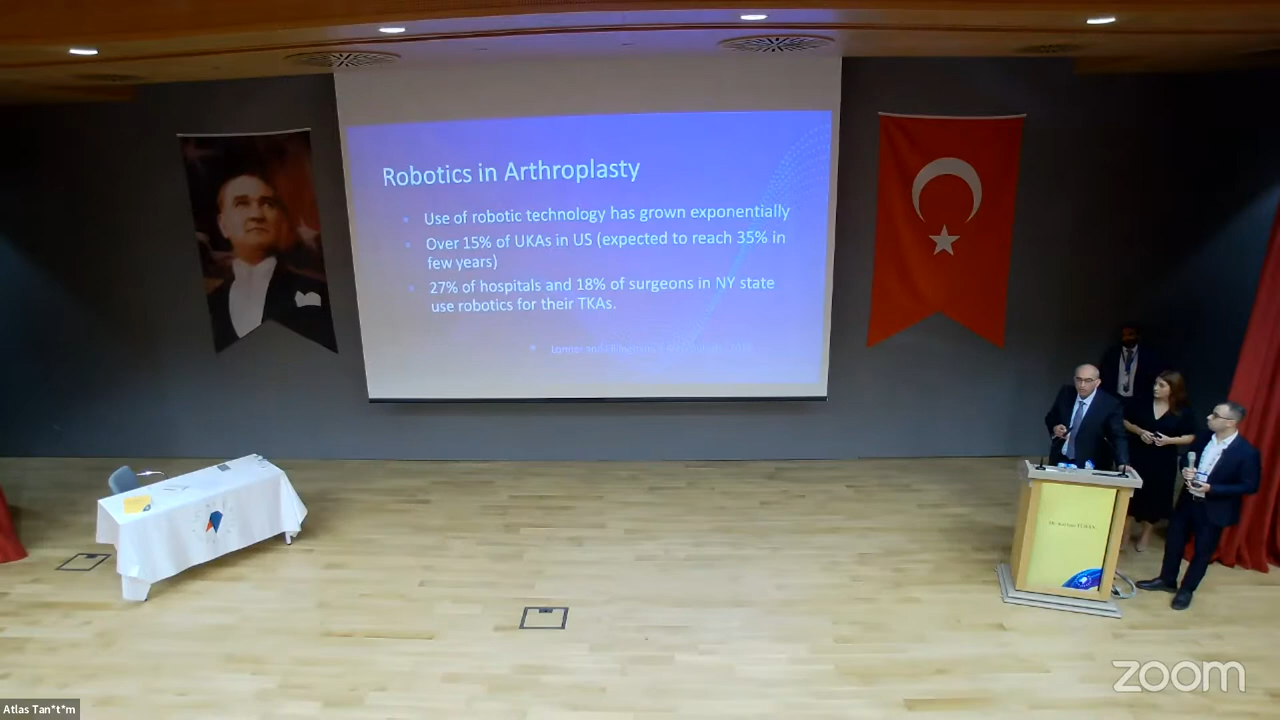 Robotics in Arthroplasty
Use of robotic technology has grown exponentially
Over 15% of UKAs in US (expected to reach 35% in
few years)
27% of hospitals and 18% of surgeons in NY state
use robotics for their TKAs.
zoom
Atlas Tan*t*m